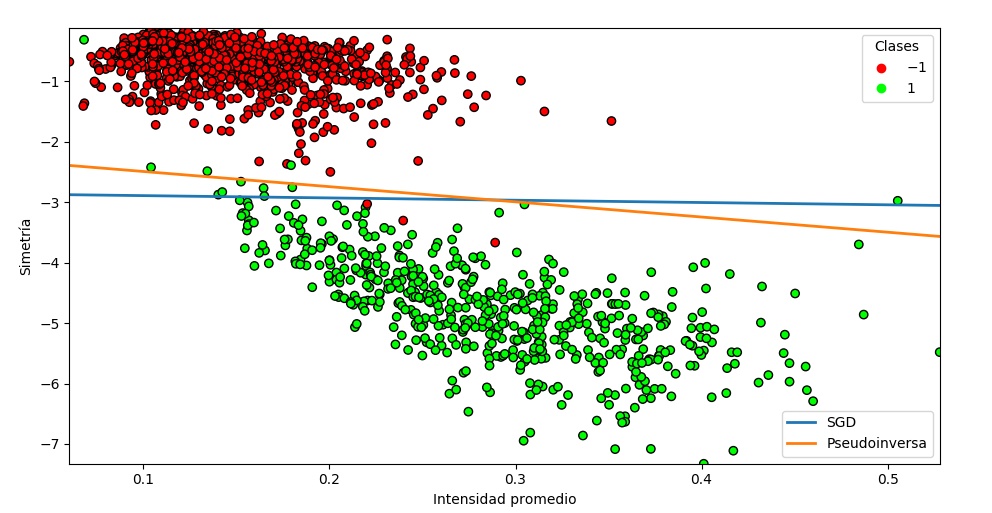 Clases
−1
1
−1
−2
−3
−4
−5
−6
−7
Simetría
SGD
Pseudoinversa
0.1 0.2 0.3 0.4 0.5
Intensidad promedio